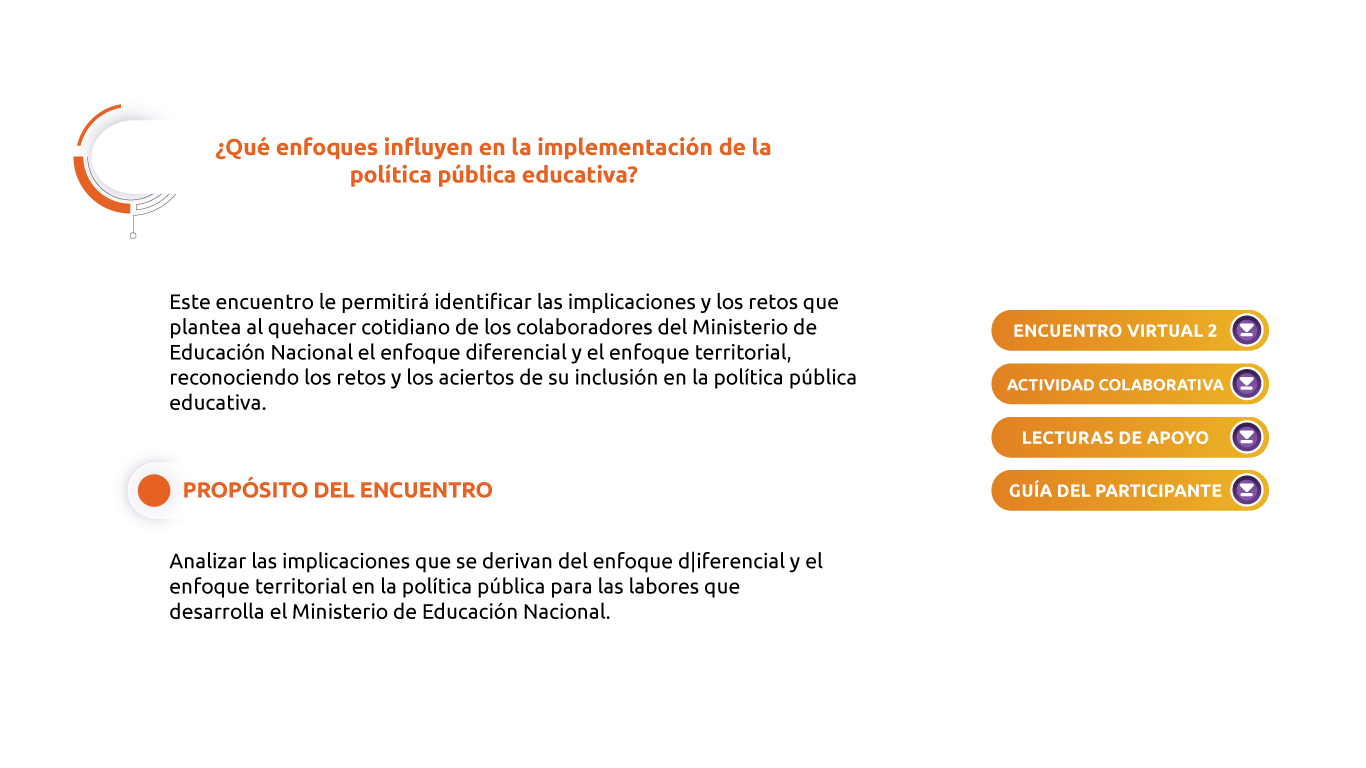 ¿Qué enfoques influyen en la implementación de la
política pública educativa?
Este encuentro le permitirá identificar las implicaciones y los retos que
plantea al quehacer cotidiano de los colaboradores del Ministerio de
Educación Nacional el enfoque diferencial y el enfoque territorial,
reconociendo los retos y los aciertos de su inclusión en la política pública
educativa.
PROPÓSITO DEL ENCUENTRO
Analizar las implicaciones que se derivan del enfoque d|iferencial y el
enfoque territorial en la política pública para las labores que
desarrolla el Ministerio de Educación Nacional.
ENCUENTRO VIRTUAL 2
ACTIVIDAD COLABORATIVA
LECTURAS DE APOYO
GUÍA DEL PARTICIPANTE